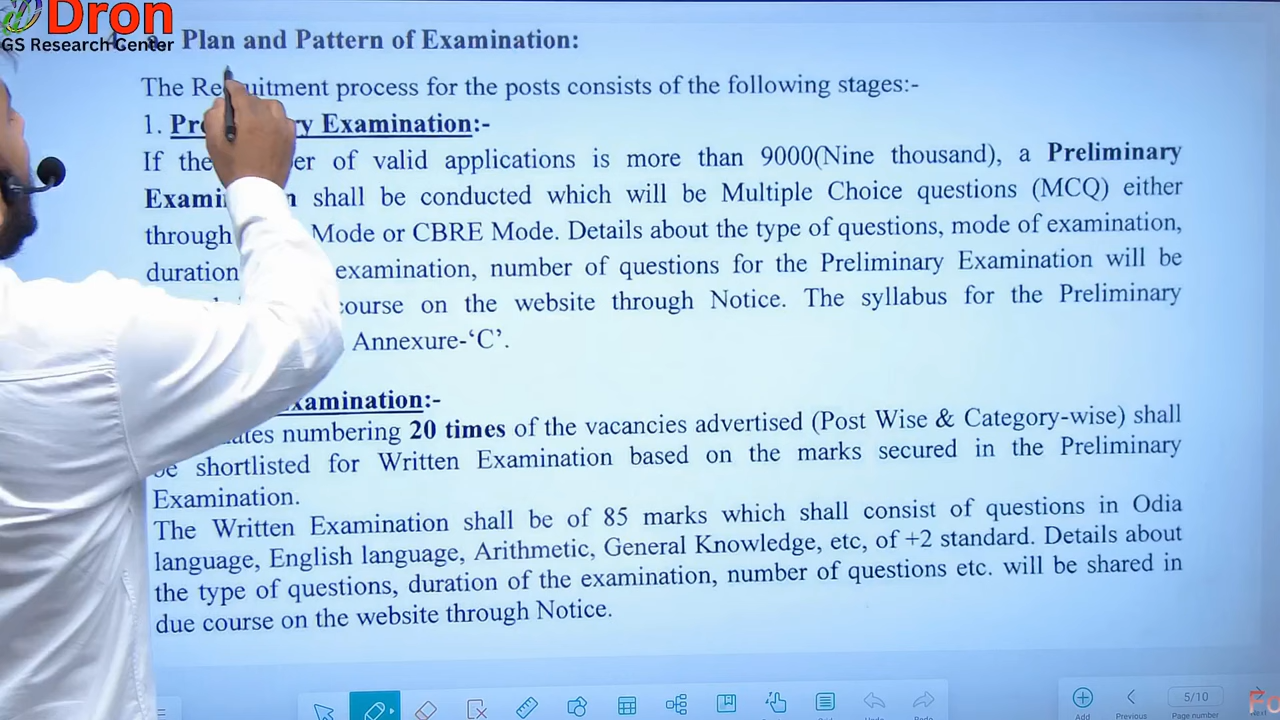 Dron
GS Research Center
Plan and Pattern of Examination:
The Recruitment process for the posts consists of the following stages:-
1. Pr ry Examination:-
If the er of valid applications is more than 9000(Nine thousand), a Preliminary
Exami n shall be conducted which will be Multiple Choice questions (MCQ) either
through Mode or CBRE Mode. Details about the type of questions, mode of examination,
duration examination, number of questions for the Preliminary Examination will be
course on the website through Notice. The syllabus for the Preliminary
Annexure-‘C’.
xamination:-
ates numbering 20 times of the vacancies advertised (Post Wise & Category-wise) shall
be shortlisted for Written Examination based on the marks secured in the Preliminary
Examination.
The Written Examination shall be of 85 marks which shall consist of questions in Odia
language, English language, Arithmetic, General Knowledge, etc, of +2 standard. Details about
the type of questions, duration of the examination, number of questions etc. will be shared in
due course on the website through Notice.
5/10
Add Previous Page number